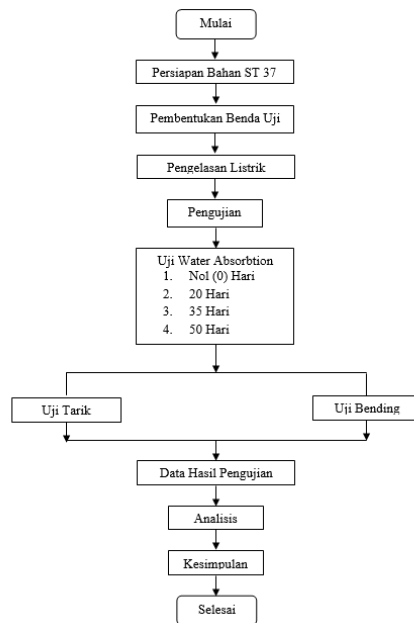 Mulai
Persiapan Bahan ST 37
Pembentukan Benda Uji
Pengelasan Listrik
Pengujian
Uji Water Absorbtion
1. Nol (0) Hari
2. 20 Hari
3. 35 Hari
4. 50 Hari
Uji Tarik
Uji Bending
Data Hasil Pengujian
Analisis
Kesimpulan
Selesai